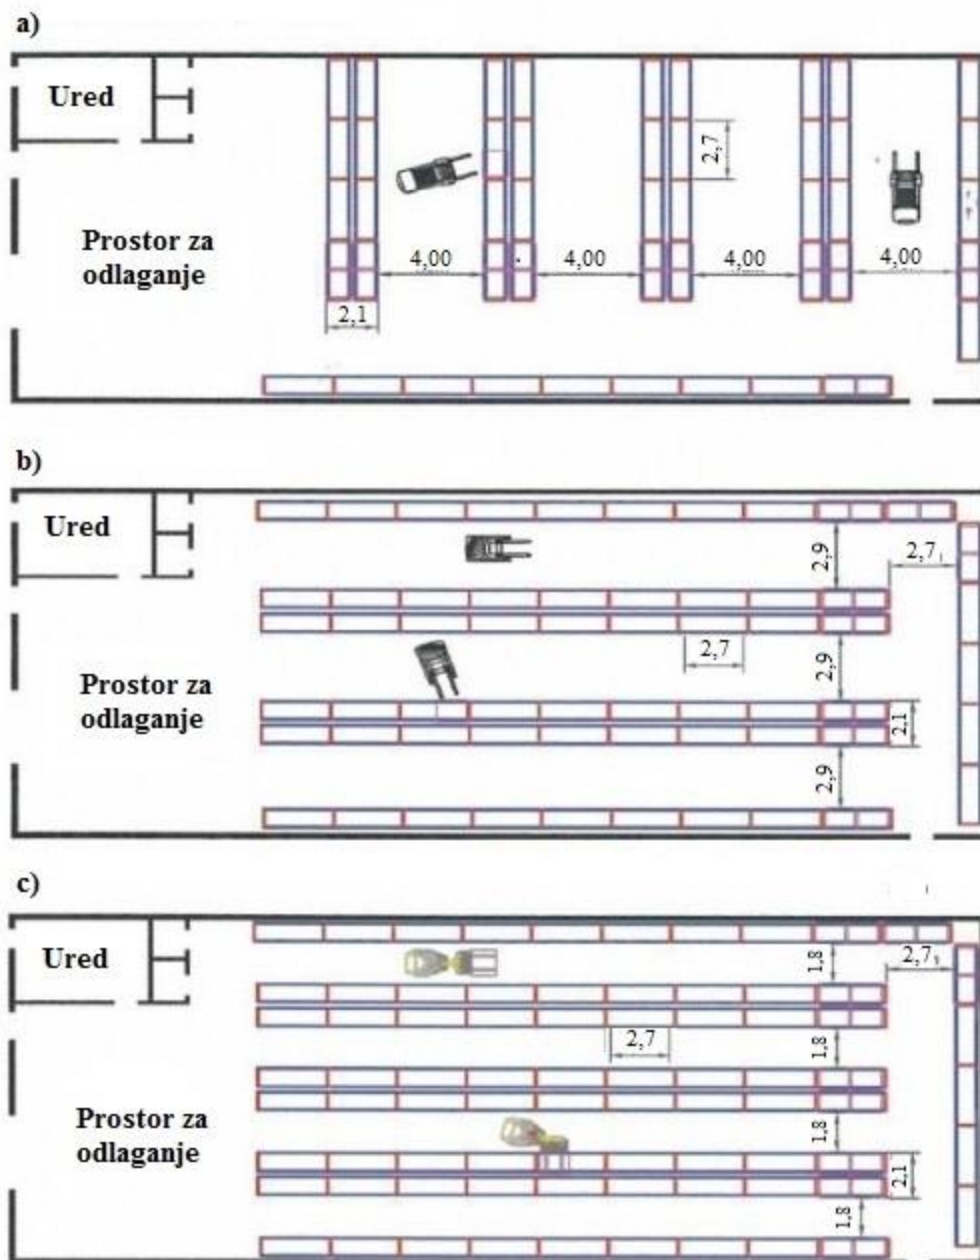 a)
Ured
2,7
Prostor za
odlaganje
4,00
4,00
4,00
4,00
2,1
b)
Ured
2,9
2,7
2,7
2,9
Prostor za
odlaganje
2,1
2,9
c)
Ured
1,8
2,7
2,7
1,8
Prostor za
odlaganje
1,8
2,1
1,8